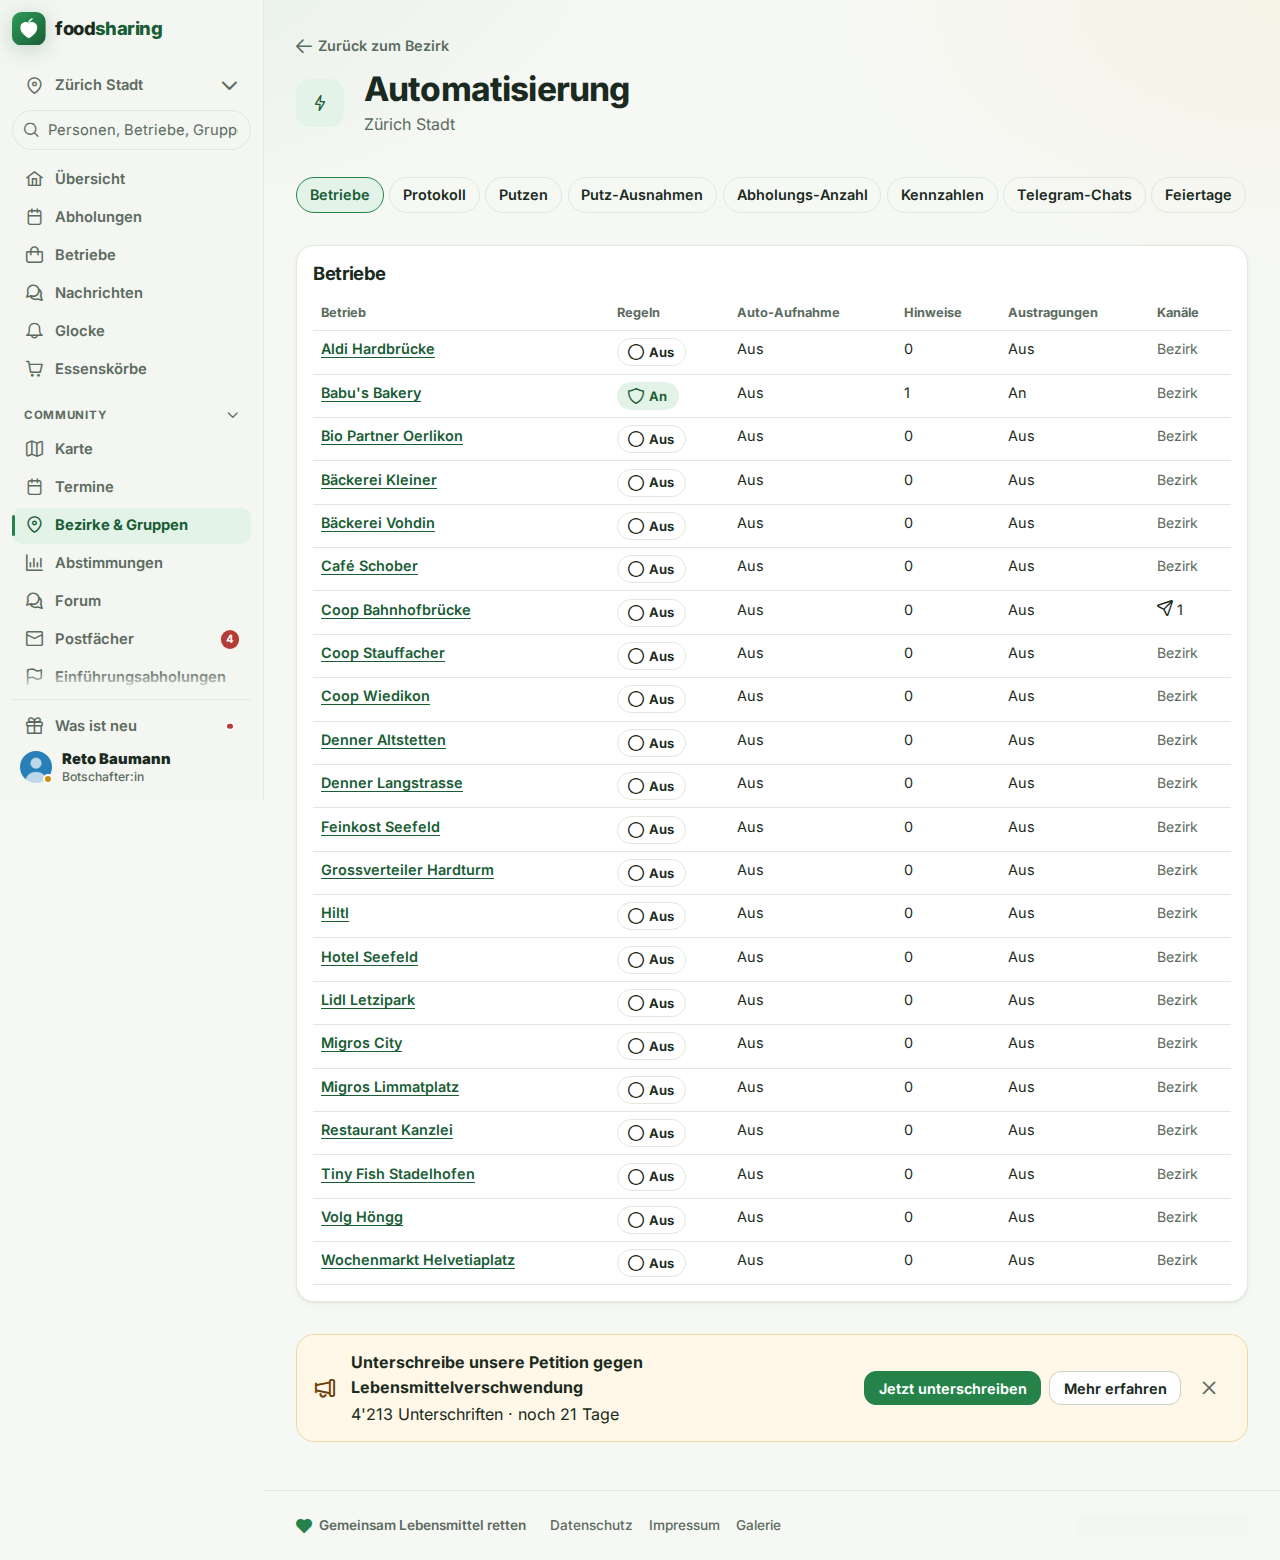 foodsharing
Zürich Stadt
Personen, Betriebe, Grupp
Übersicht
Abholungen
Betriebe
Nachrichten
Glocke
Essenskörbe
COMMUNITY
Karte
Termine
Bezirke & Gruppen
Abstimmungen
Forum
Postfächer 4
Einführungsabholungen
Was ist neu
Reto Baumann
Botschafter:in
Zurück zum Bezirk
Automatisierung
Zürich Stadt
Betriebe Protokoll Putzen Putz-Ausnahmen Abholungs-Anzahl Kennzahlen Telegram-Chats Feiertage
Betriebe
Betrieb Regeln Auto-Aufnahme Hinweise Austragungen Kanäle
Aldi Hardbrücke Aus Aus 0 Aus Bezirk
Babu's Bakery An Aus 1 An Bezirk
Bio Partner Oerlikon Aus Aus 0 Aus Bezirk
Bäckerei Kleiner Aus Aus 0 Aus Bezirk
Bäckerei Vohdin Aus Aus 0 Aus Bezirk
Café Schober Aus Aus 0 Aus Bezirk
Coop Bahnhofbrücke Aus Aus 0 Aus 1
Coop Stauffacher Aus Aus 0 Aus Bezirk
Coop Wiedikon Aus Aus 0 Aus Bezirk
Denner Altstetten Aus Aus 0 Aus Bezirk
Denner Langstrasse Aus Aus 0 Aus Bezirk
Feinkost Seefeld Aus Aus 0 Aus Bezirk
Grossverteiler Hardturm Aus Aus 0 Aus Bezirk
Hiltl Aus Aus 0 Aus Bezirk
Hotel Seefeld Aus Aus 0 Aus Bezirk
Lidl Letzipark Aus Aus 0 Aus Bezirk
Migros City Aus Aus 0 Aus Bezirk
Migros Limmatplatz Aus Aus 0 Aus Bezirk
Restaurant Kanzlei Aus Aus 0 Aus Bezirk
Tiny Fish Stadelhofen Aus Aus 0 Aus Bezirk
Volg Höngg Aus Aus 0 Aus Bezirk
Wochenmarkt Helvetiaplatz Aus Aus 0 Aus Bezirk
Unterschreibe unsere Petition gegen
Lebensmittelverschwendung
4'213 Unterschriften · noch 21 Tage
Jetzt unterschreiben Mehr erfahren
Gemeinsam Lebensmittel retten Datenschutz Impressum Galerie